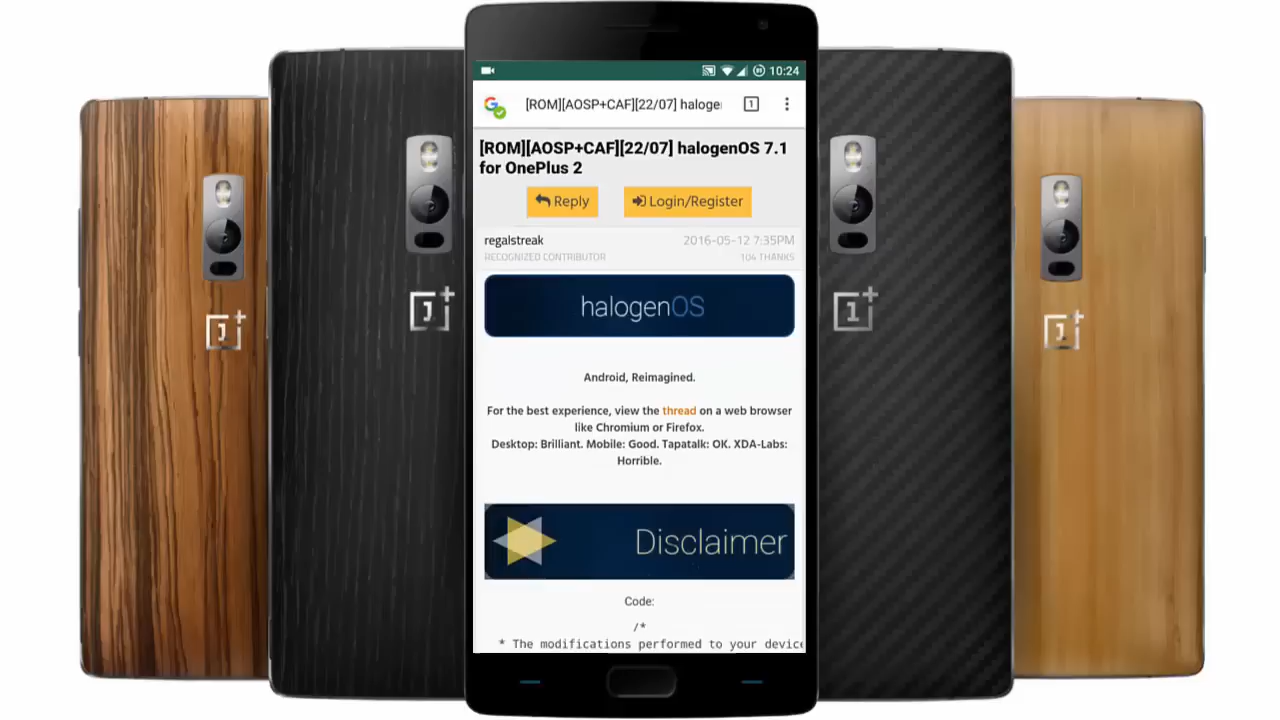 10:24
[ROM][AOSP+CAF][22/07] haloge
1
[ROM][AOSP+CAF][22/07] halogenOS 7.1
for OnePlus 2
Reply
Login/Register
regalstreak
2016-05-12 7:35PM
RECOGNIZED CONTRIBUTOR
104 THANKS
halogenOS
Android, Reimagined.
For the best experience, view the thread on a web browser
like Chromium or Firefox.
Desktop: Brilliant. Mobile: Good. Tapatalk: OK. XDA-Labs:
Horrible.
Disclaimer
Code:
/*
* The modifications performed to your device